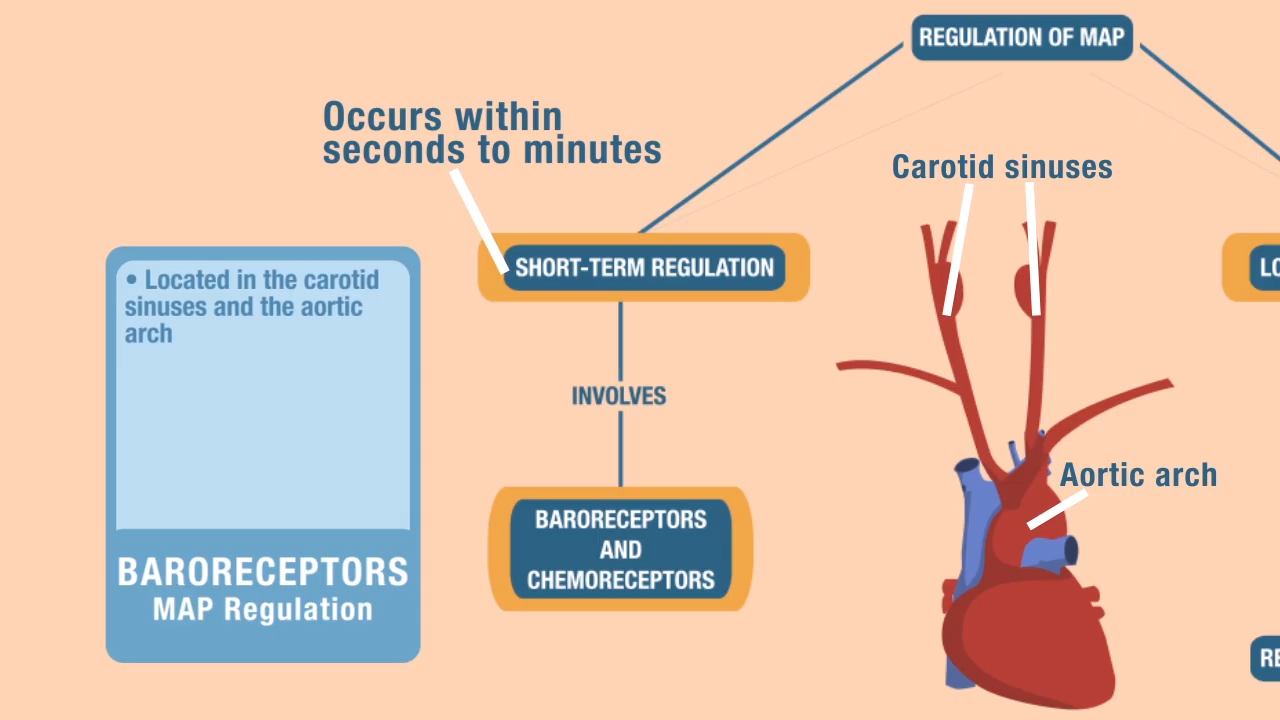 REGULATION OF MAP
Occurs within
seconds to minutes
Carotid sinuses
SHORT-TERM REGULATION
• Located in the carotid
sinuses and the aortic
arch
INVOLVES
Aortic arch
BARORECEPTORS
AND
CHEMORECEPTORS
BARORECEPTORS
MAP Regulation